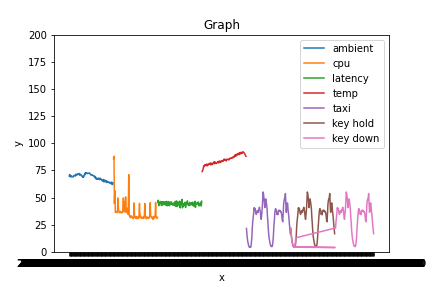 Graph
200
175
150
125
100
75
50
25
0
y
x
ambient
cpu
latency
temp
taxi
key hold
key down